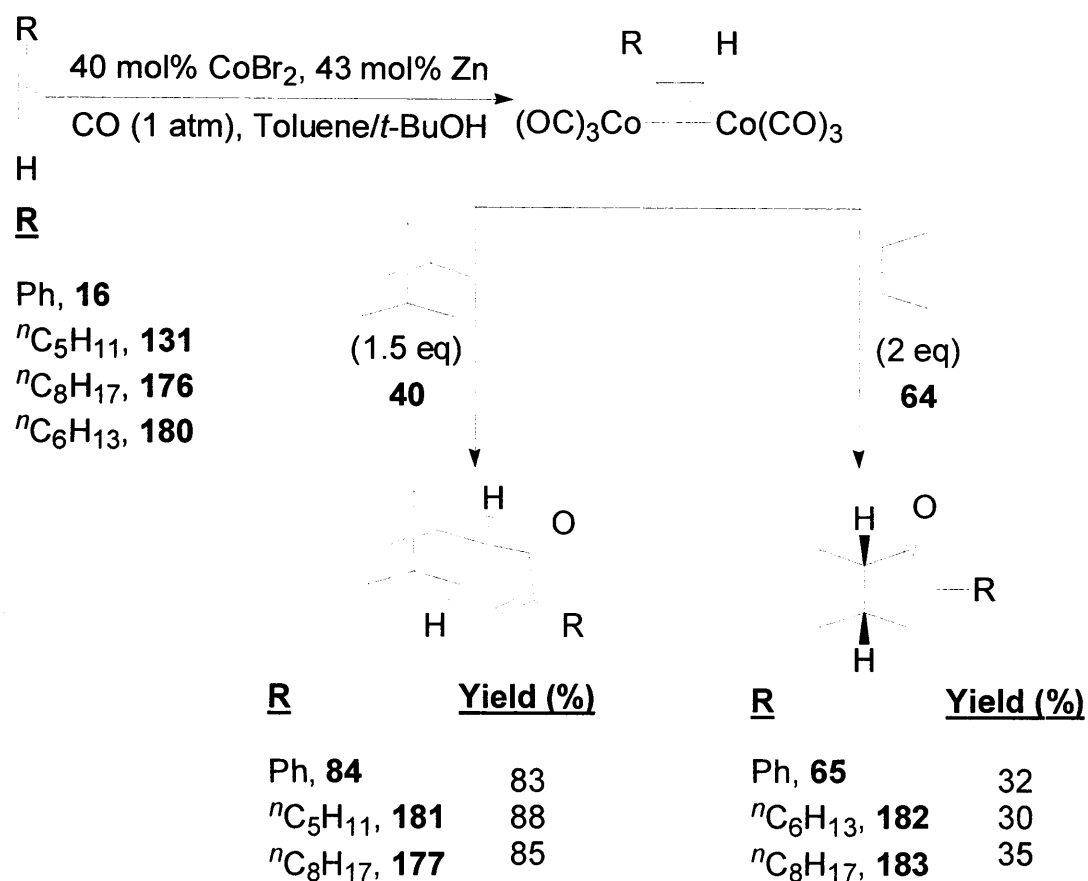 R
40 mol% CoBr2, 43 mol% Zn
CO (1 atm), Toluene/t-BuOH
H
R H
(OC)3Co Co(CO)3
R
Ph, 16
nC5H11, 131
nC8H17, 176
nC6H13, 180
(1.5 eq)
40
(2 eq)
64
H
O
H
R
H
O
R
H
R Yield (%)
Ph, 84 83
nC5H11, 181 88
nC8H17, 177 85
R Yield (%)
Ph, 65 32
nC6H13, 182 30
nC8H17, 183 35